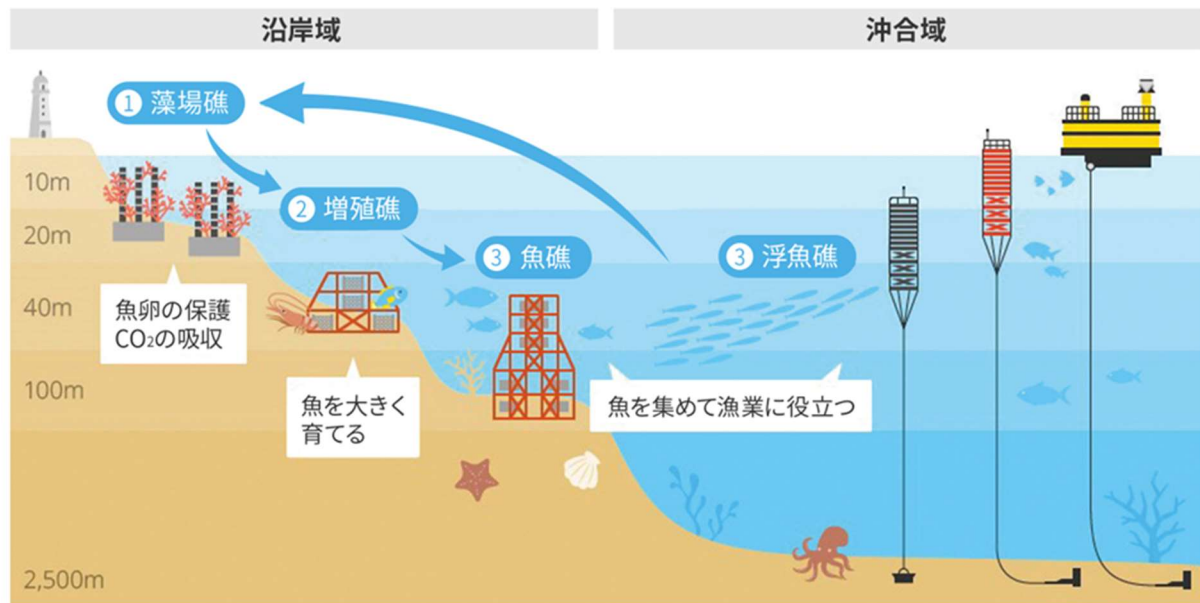 沿岸域
沖合域
1 藻場礁
2 増殖礁
3 魚礁
3 浮魚礁
10m
20m
40m
100m
2,500m
魚卵の保護
CO₂の吸収
魚を大きく
育てる
魚を集めて漁業に役立つ